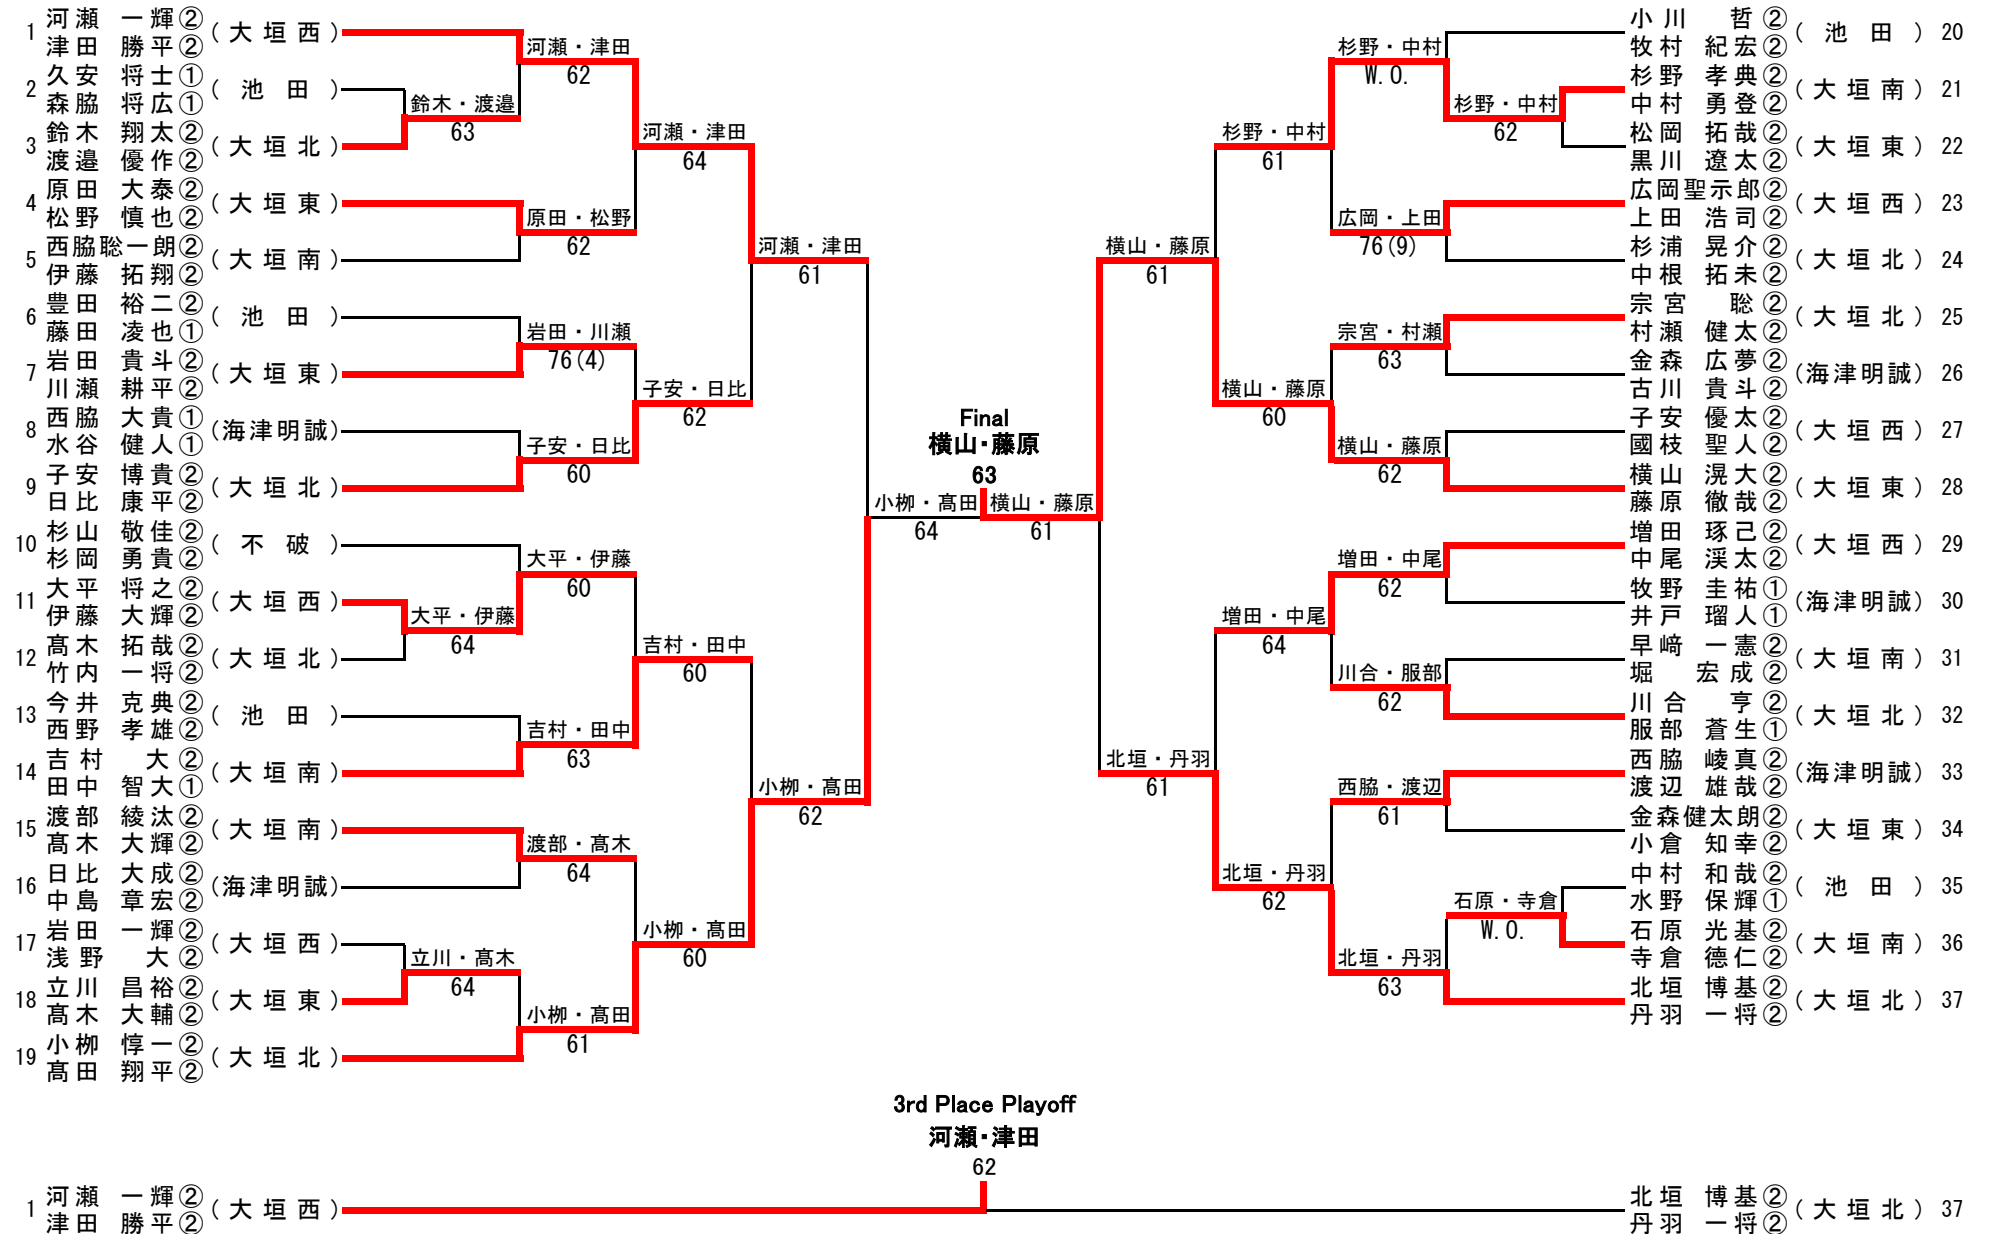 1 河瀬 一輝② 津田 勝平② (大垣西)
2 久安 将士① 森脇 将広① (池田)
3 鈴木 翔太② 渡邉 優作② (大垣北)
4 原田 大泰② 松野 慎也② (大垣東)
5 西脇聡一朗② 伊藤 拓翔② (大垣南)
6 豊田 裕二② 藤田 凌也① (池田)
7 岩田 貴斗② 川瀬 耕平② (大垣東)
8 西脇 大貴① 水谷 健人① (海津明誠)
9 子安 博貴② 日比 康平② (大垣北)
10 杉山 敬佳② 杉岡 勇貴② (不破)
11 大平 将之② 伊藤 大輝② (大垣西)
12 髙木 拓哉② 竹内 一将② (大垣北)
13 今井 克典② 西野 孝雄② (池田)
14 吉村 大② 田中 智大① (大垣南)
15 渡部 綾汰② 髙木 大輝② (大垣南)
16 日比 大成② 中島 章宏② (海津明誠)
17 岩田 一輝② 浅野 大② (大垣西)
18 立川 昌裕② 髙木 大輔② (大垣東)
19 小栁 惇一② 髙田 翔平② (大垣北)
鈴木・渡邉
63
大平・伊藤
64
立川・髙木
64
河瀬・津田
62
原田・松野
62
岩田・川瀬
76(4)
子安・日比
60
大平・伊藤
60
吉村・田中
63
渡部・髙木
64
小栁・髙田
61
河瀬・津田
64
子安・日比
62
吉村・田中
60
小栁・髙田
60
河瀬・津田
61
小栁・髙田
62
小栁・髙田
64
Final
横山・藤原
63
横山・藤原
61
横山・藤原
61
北垣・丹羽
61
杉野・中村
61
横山・藤原
60
増田・中尾
64
北垣・丹羽
62
杉野・中村
W.O.
広岡・上田
76(9)
宗宮・村瀬
63
横山・藤原
62
増田・中尾
62
川合・服部
62
西脇・渡辺
61
北垣・丹羽
63
杉野・中村
62
石原・寺倉
W.O.
小川 哲② 牧村 紀宏② (池田) 20
杉野 孝典② 中村 勇登② (大垣南) 21
松岡 拓哉② 黒川 遼太② (大垣東) 22
広岡聖示郎② 上田 浩司② (大垣西) 23
杉浦 晃介② 中根 拓未② (大垣北) 24
宗宮 聡② 村瀬 健太② (大垣北) 25
金森 広夢② 古川 貴斗② (海津明誠) 26
子安 優太② 國枝 聖人② (大垣西) 27
横山 滉大② 藤原 徹哉② (大垣東) 28
増田 琢己② 中尾 渓太② (大垣西) 29
牧野 圭祐① 井戸 瑠人① (海津明誠) 30
早﨑 一憲② 堀 宏成② (大垣南) 31
川合 亨② 服部 蒼生① (大垣北) 32
西脇 崚真② 渡辺 雄哉② (海津明誠) 33
金森健太朗② 小倉 知幸② (大垣東) 34
中村 和哉② 水野 保輝① (池田) 35
石原 光基② 寺倉 德仁② (大垣南) 36
北垣 博基② 丹羽 一将② (大垣北) 37
3rd Place Playoff
河瀬・津田
62
1 河瀬 一輝② 津田 勝平② (大垣西)
北垣 博基② 丹羽 一将② (大垣北) 37